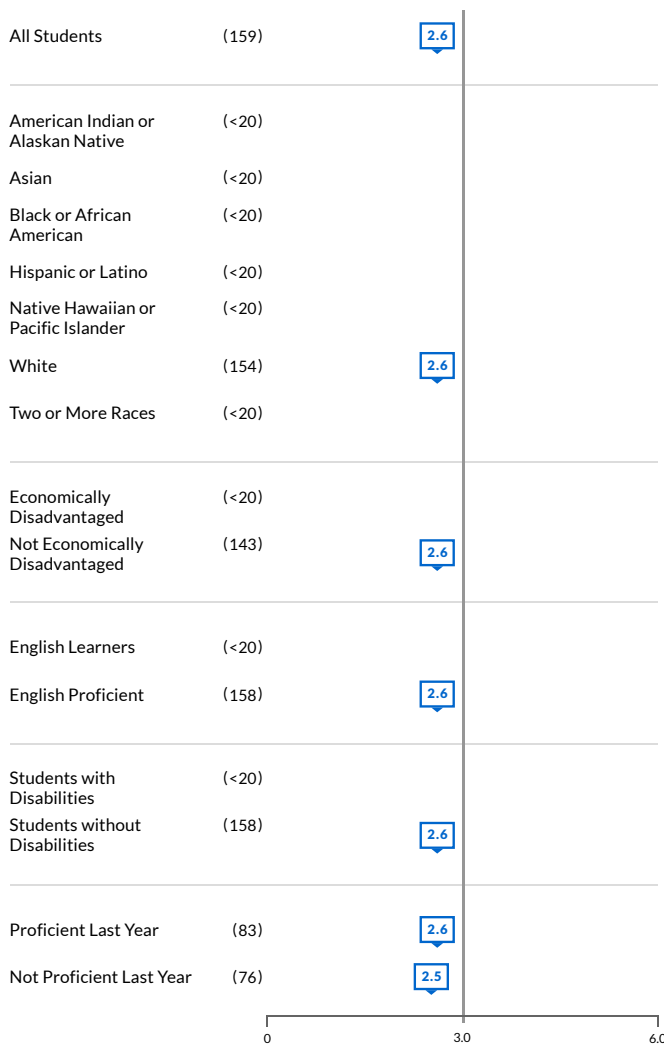 All Students (159) 2.6
American Indian or (<20)
Alaskan Native
Asian (<20)
Black or African (<20)
American
Hispanic or Latino (<20)
Native Hawaiian or (<20)
Pacific Islander
White (154) 2.6
Two or More Races (<20)
Economically (<20)
Disadvantaged
Not Economically (143) 2.6
Disadvantaged
English Learners (<20)
English Proficient (158) 2.6
Students with (<20)
Disabilities
Students without (158) 2.6
Disabilities
Proficient Last Year (83) 2.6
Not Proficient Last Year (76) 2.5
0 3.0 6.0